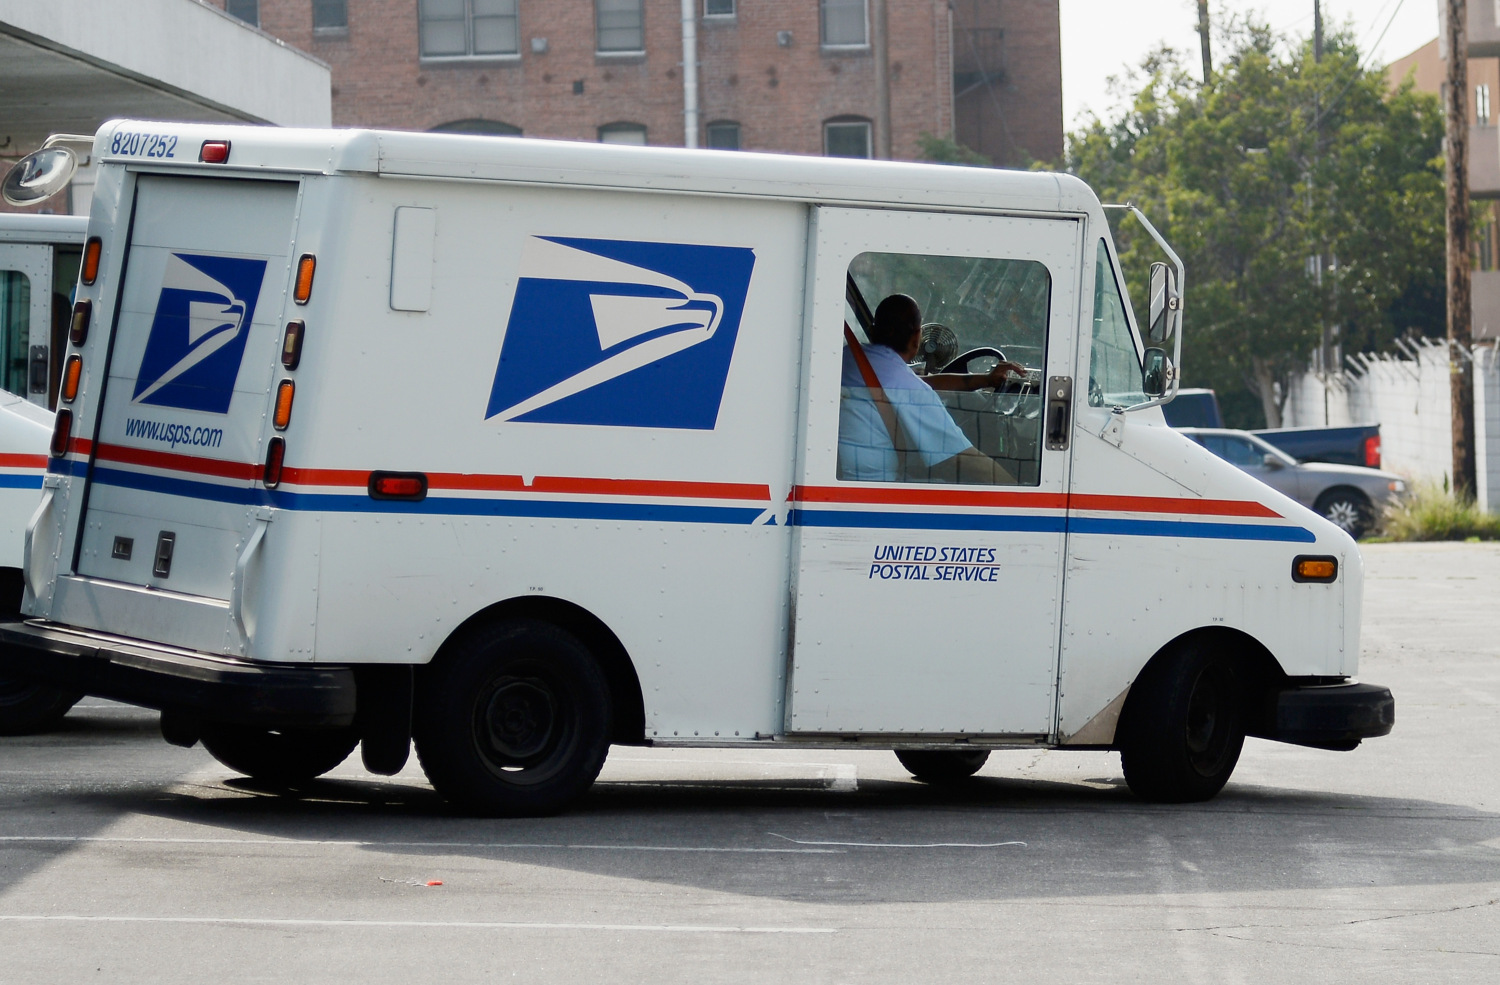 8207252
www.usps.com
UNITED STATES
POSTAL SERVICE